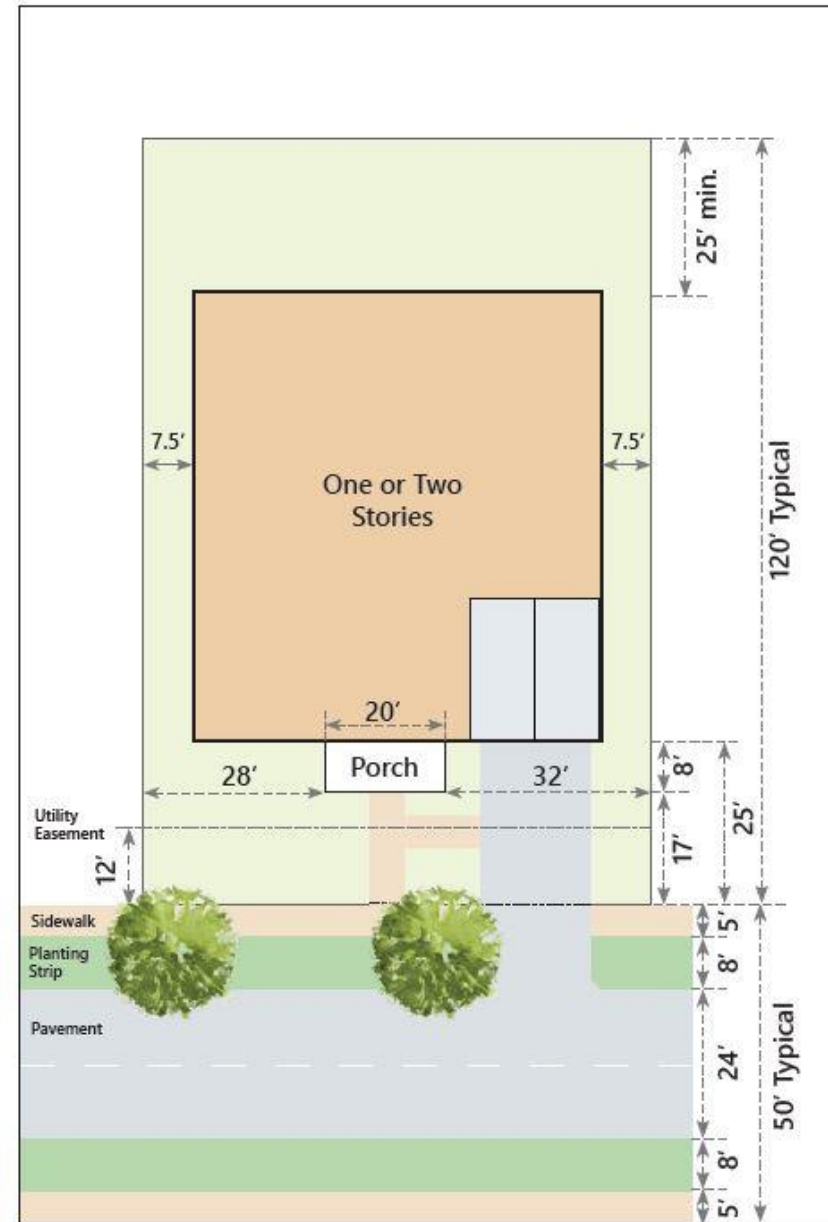 25' min.
7.5'
7.5'
One or Two
Stories
120' Typical
20'
Porch
28'
32'
8'
25'
17'
Utility
Easement
12'
Sidewalk
5'
Planting
Strip
8'
Pavement
24'
50' Typical
8'
5'